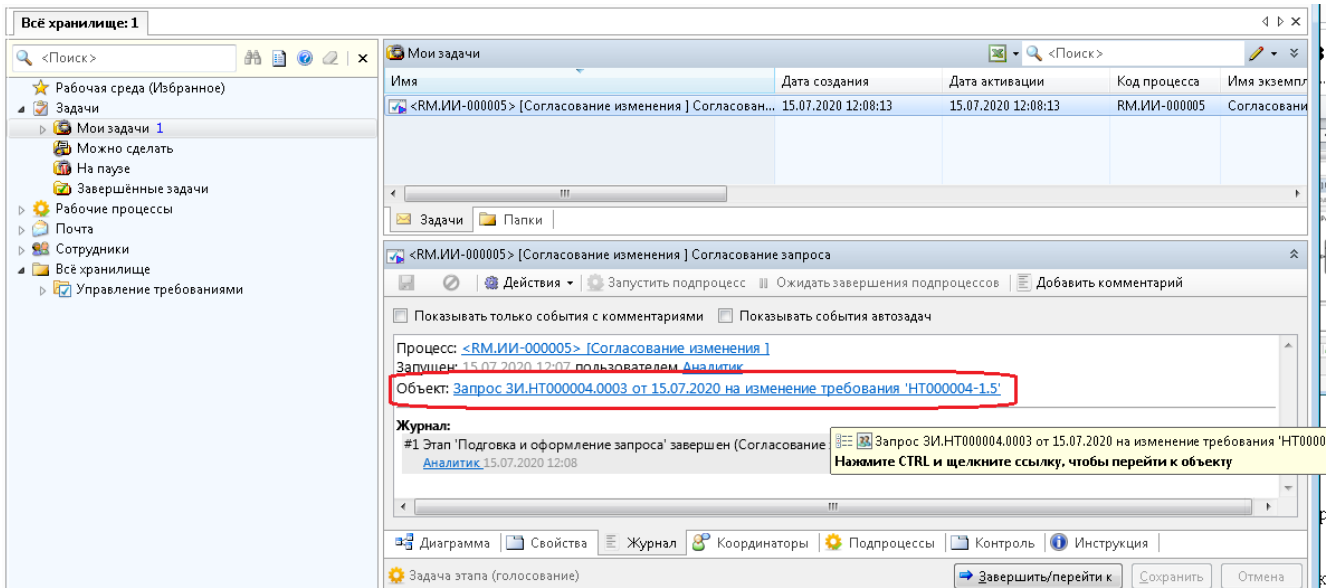 Всё хранилище: 1
<Поиск>
Рабочая среда (Избранное)
Задачи
Мои задачи 1
Можно сделать
На паузе
Завершённые задачи
Рабочие процессы
Почта
Сотрудники
Всё хранилище
Управление требованиями
Мои задачи
<Поиск>
Имя Дата создания Дата активации Код процесса Имя экземпл
<RM.ИИ-000005> [Согласование изменения ] Согласован... 15.07.2020 12:08:13 15.07.2020 12:08:13 RM.ИИ-000005 Согласовани
Задачи Папки
<RM.ИИ-000005> [Согласование изменения ] Согласование запроса
Действия Запустить подпроцесс Ожидать завершения подпроцессов Добавить комментарий
Показывать только события с комментариями Показывать события автозадач
Процесс: <RM.ИИ-000005> [Согласование изменения ]
Запущен: 15.07.2020 12:07 пользователем Аналитик
Объект: Запрос ЗИ.НТ000004.0003 от 15.07.2020 на изменение требования 'НТ000004-1.5'
Журнал:
#1 Этап 'Подговка и оформление запроса' завершен (Согласование
Аналитик 15.07.2020 12:08
Запрос ЗИ.НТ000004.0003 от 15.07.2020 на изменение требования 'НТ0000
Нажмите CTRL и щелкните ссылку, чтобы перейти к объекту
Диаграмма Свойства Журнал Координаторы Подпроцессы Контроль Инструкция
Задача этапа (голосование) Завершить/перейти к Сохранить Отмена